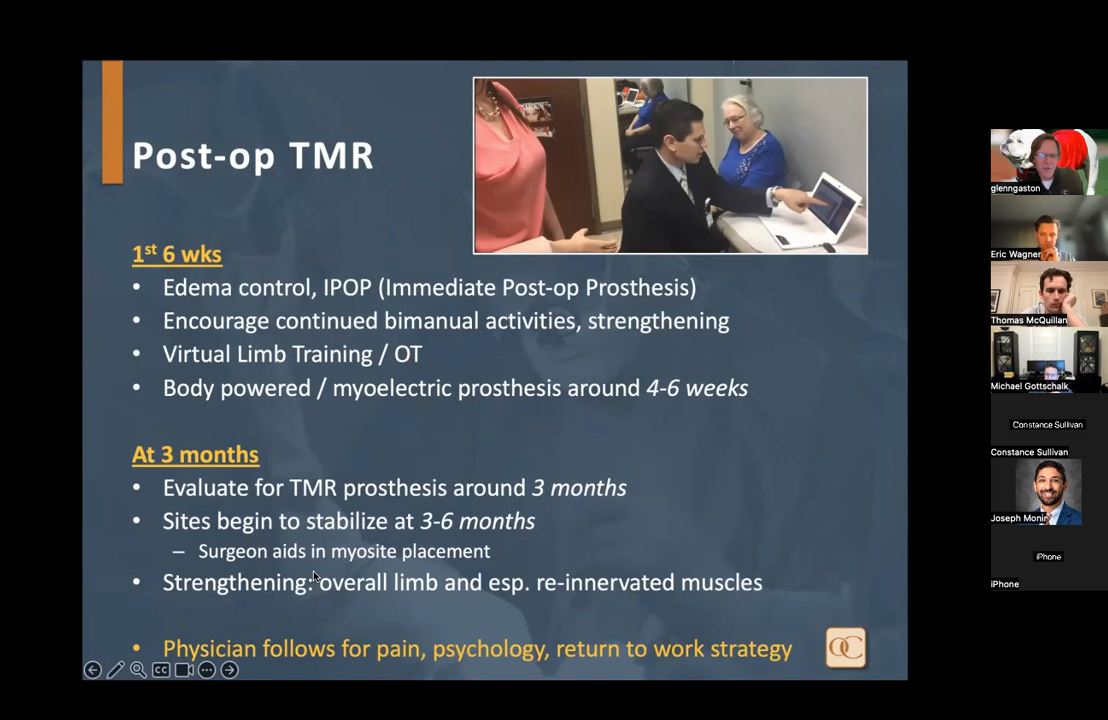 Post-op TMR
1st 6 wks
• Edema control, IPOP (Immediate Post-op Prosthesis)
• Encourage continued bimanual activities, strengthening
• Virtual Limb Training / OT
• Body powered / myoelectric prosthesis around 4-6 weeks
At 3 months
• Evaluate for TMR prosthesis around 3 months
• Sites begin to stabilize at 3-6 months
– Surgeon aids in myosite placement
• Strengthening: overall limb and esp. re-innervated muscles
• Physician follows for pain, psychology, return to work strategy
OC
CC
glenngaston
Eric Wagner
Thomas McQuillan
Michael Gottschalk
Constance Sullivan
Constance Sullivan
Joseph Monir
iPhone
iPhone